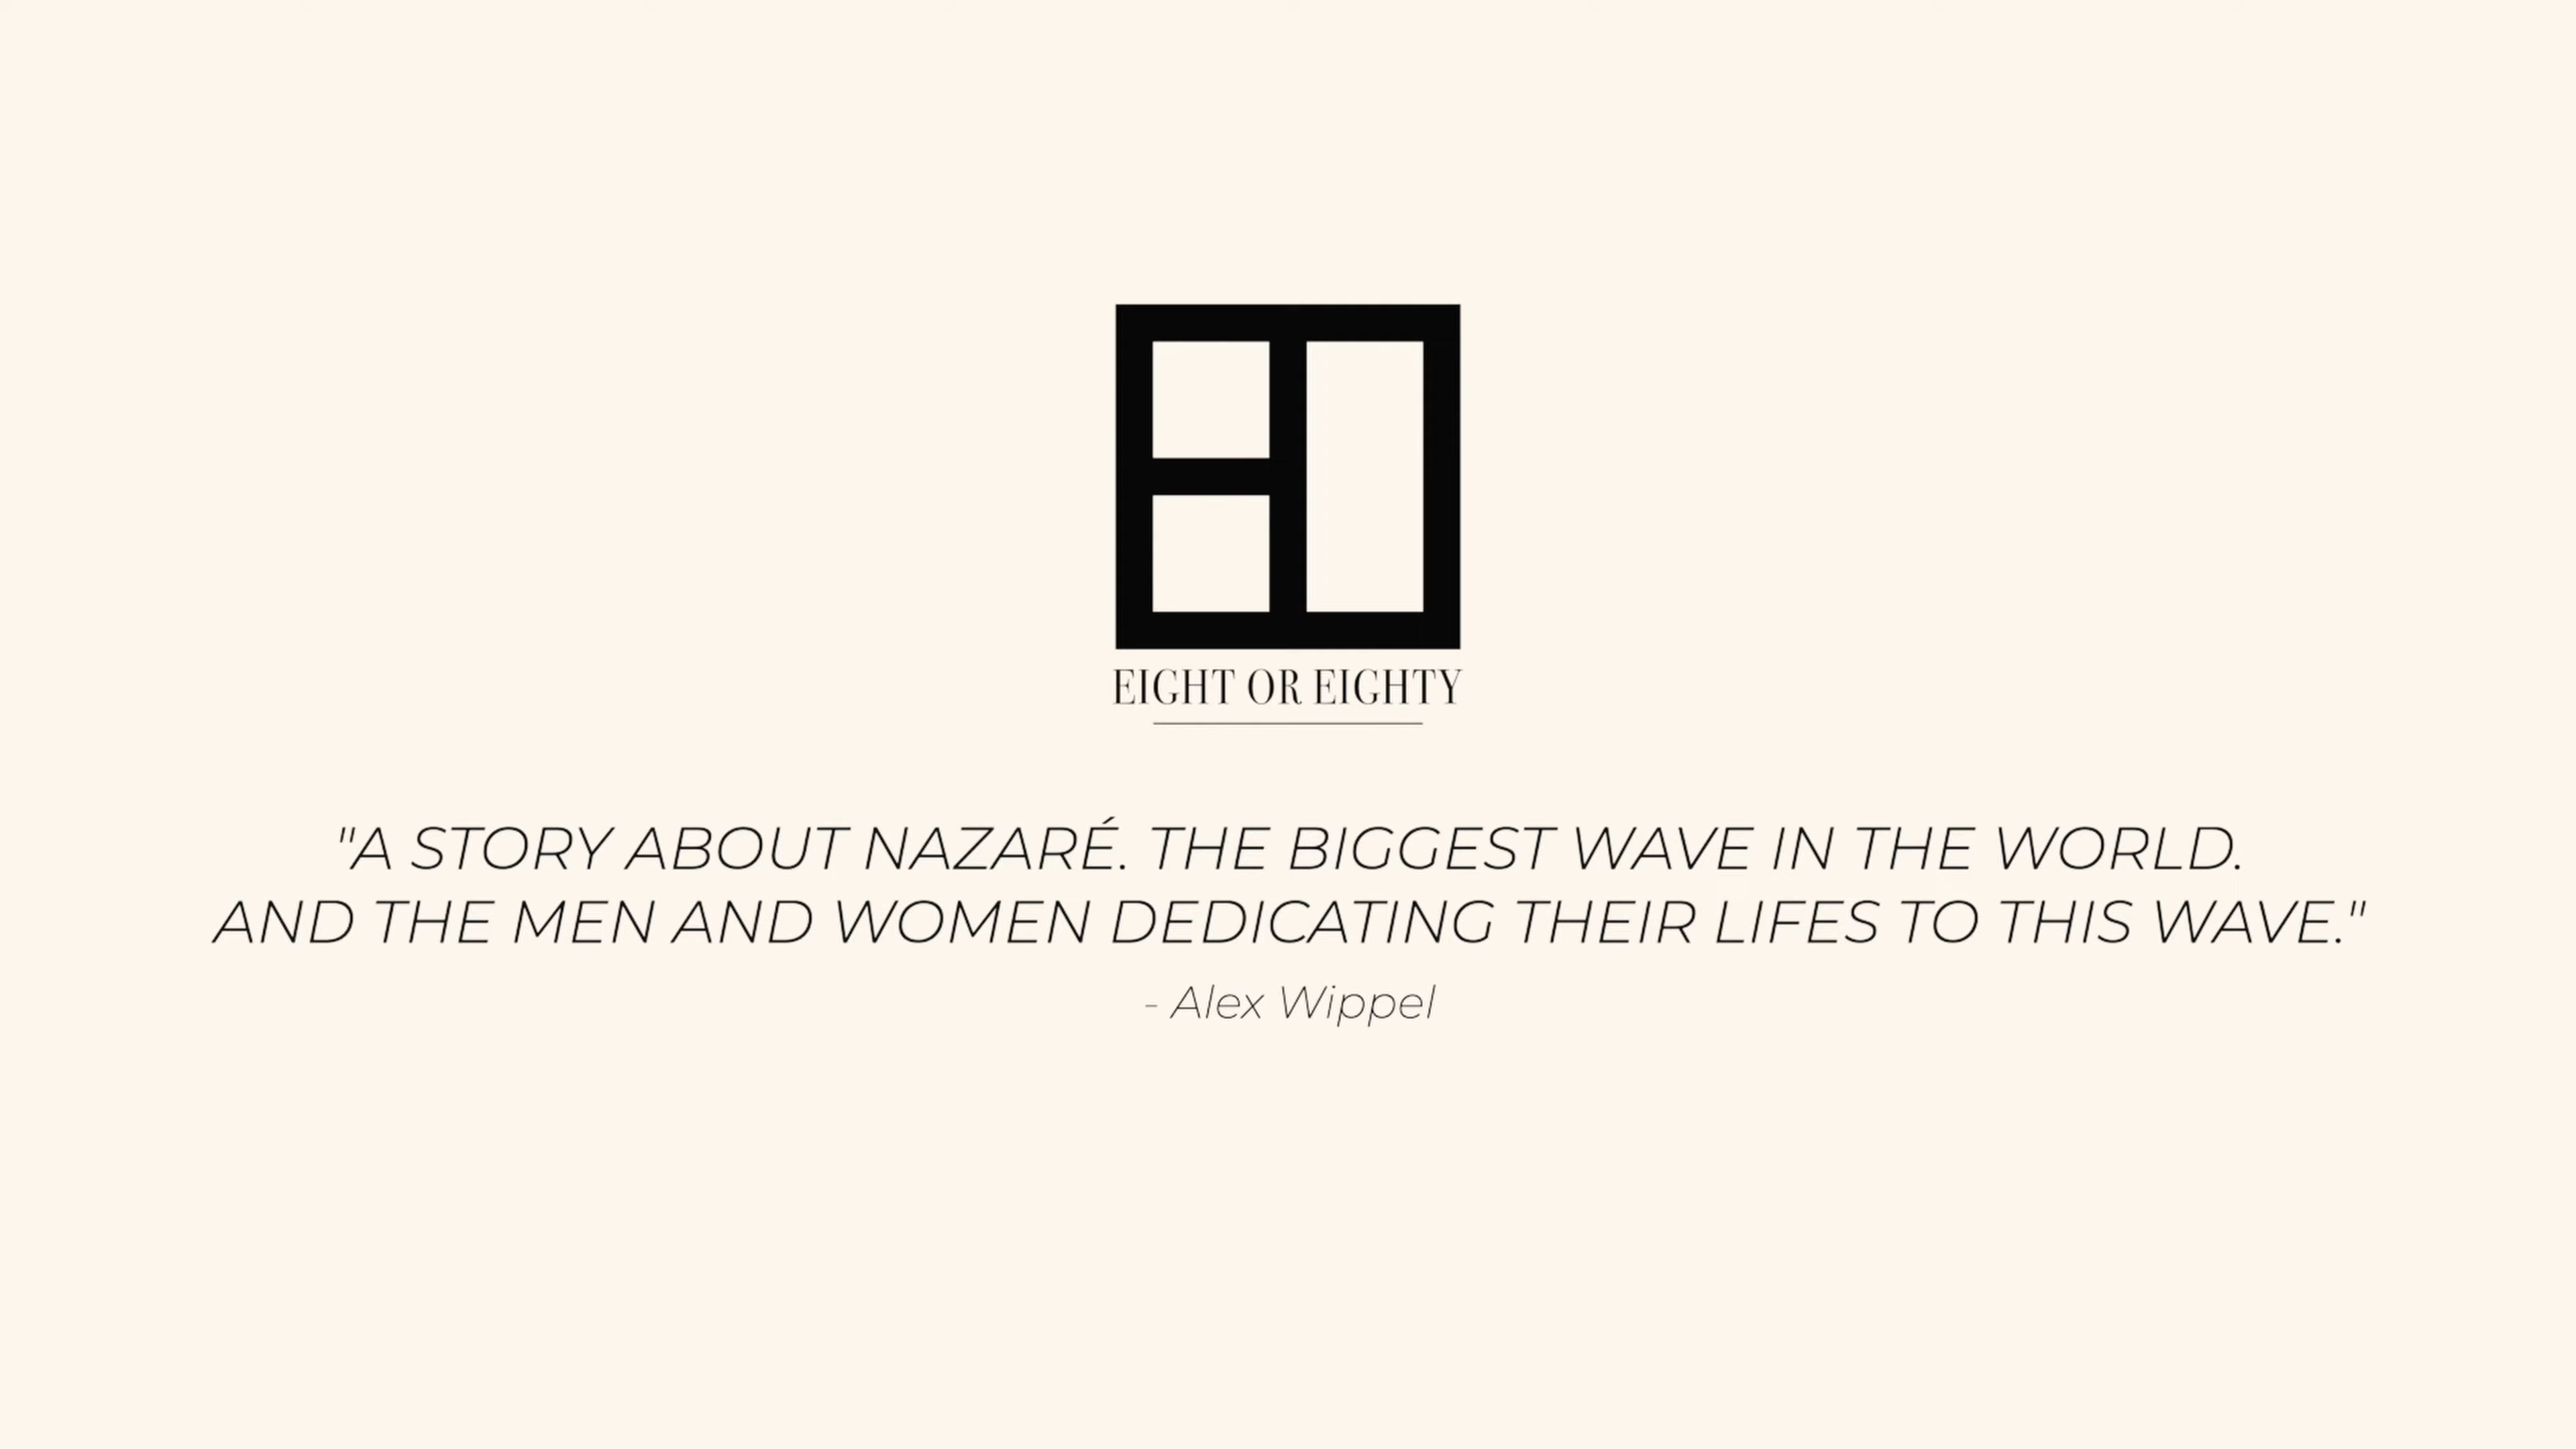 EIGHT OR EIGHTY
"A STORY ABOUT NAZARÉ. THE BIGGEST WAVE IN THE WORLD.
AND THE MEN AND WOMEN DEDICATING THEIR LIFES TO THIS WAVE."
- Alex Wippel